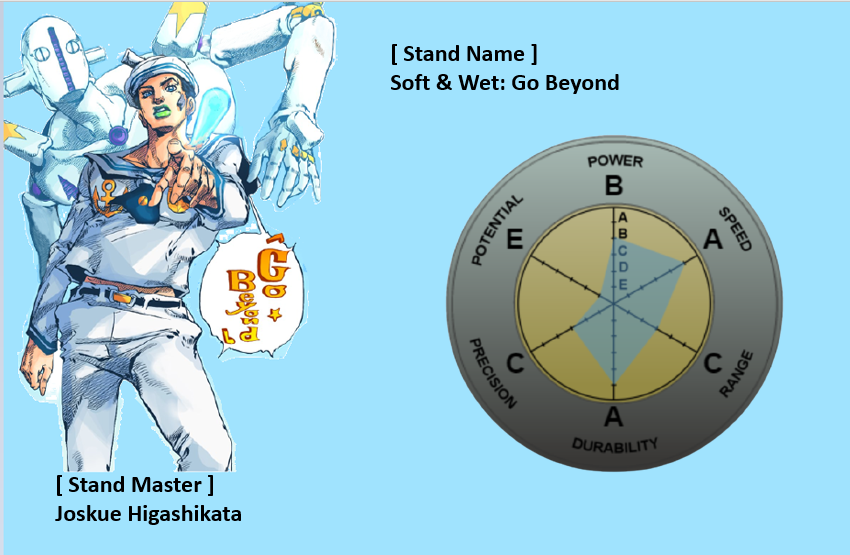 [ Stand Name ]
Soft & Wet: Go Beyond
POWER
B
SPEED
A
RANGE
C
DURABILITY
A
PRECISION
C
POTENTIAL
E
A
B
C
D
E
Go
Beyond
[ Stand Master ]
Joskue Higashikata